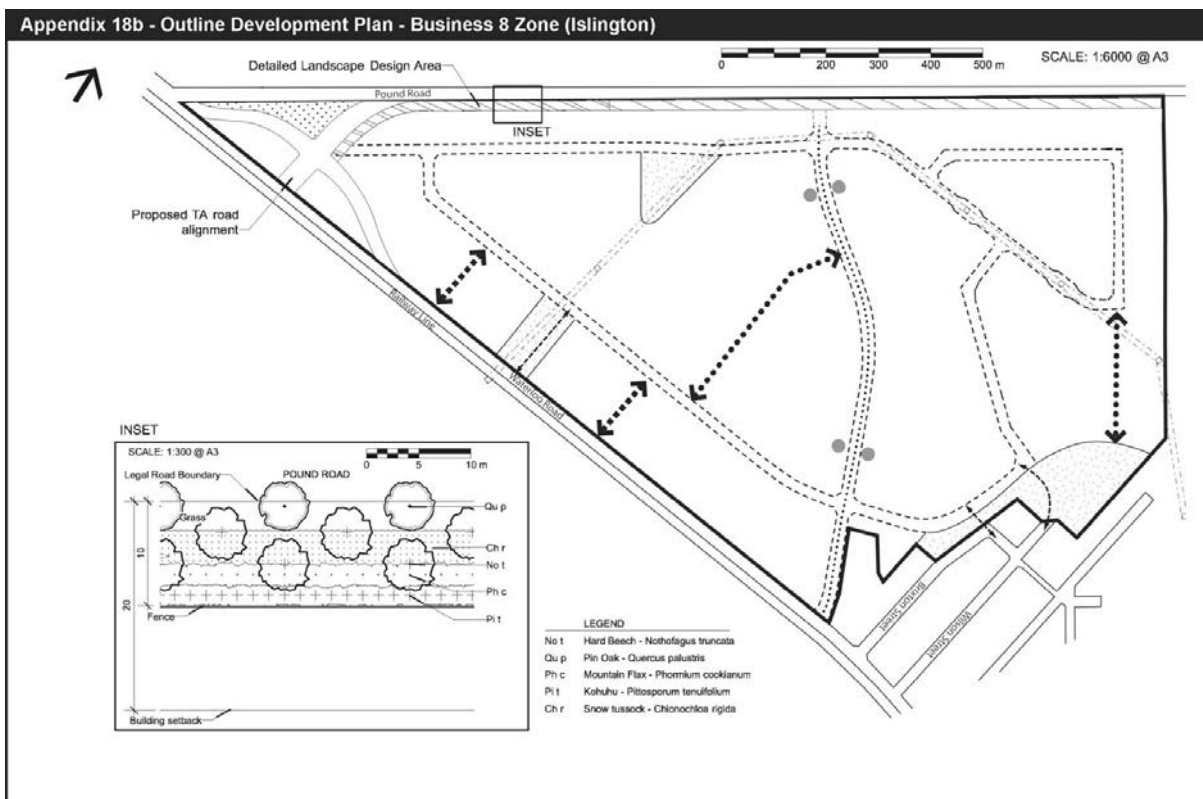 Appendix 18b - Outline Development Plan - Business 8 Zone (Islington)
0 100 200 300 400 500 m
SCALE: 1:6000 @ A3
Detailed Landscape Design Area
Pound Road
INSET
Proposed TA road
alignment
Railway Line
Waterloo Road
Brixton Street
Wilson Street
INSET
SCALE: 1:300 @ A3
0 5 10 m
Legal Road Boundary
POUND ROAD
Grass
Qu p
Ch r
No t
Ph c
Pi t
10
20
Fence
Building setback
LEGEND
No t Hard Beech - Nothofagus truncata
Qu p Pin Oak - Quercus palustris
Ph c Mountain Flax - Phormium cookianum
Pi t Kohuhu - Pittosporum tenuifolium
Ch r Snow tussock - Chionochloa rigida